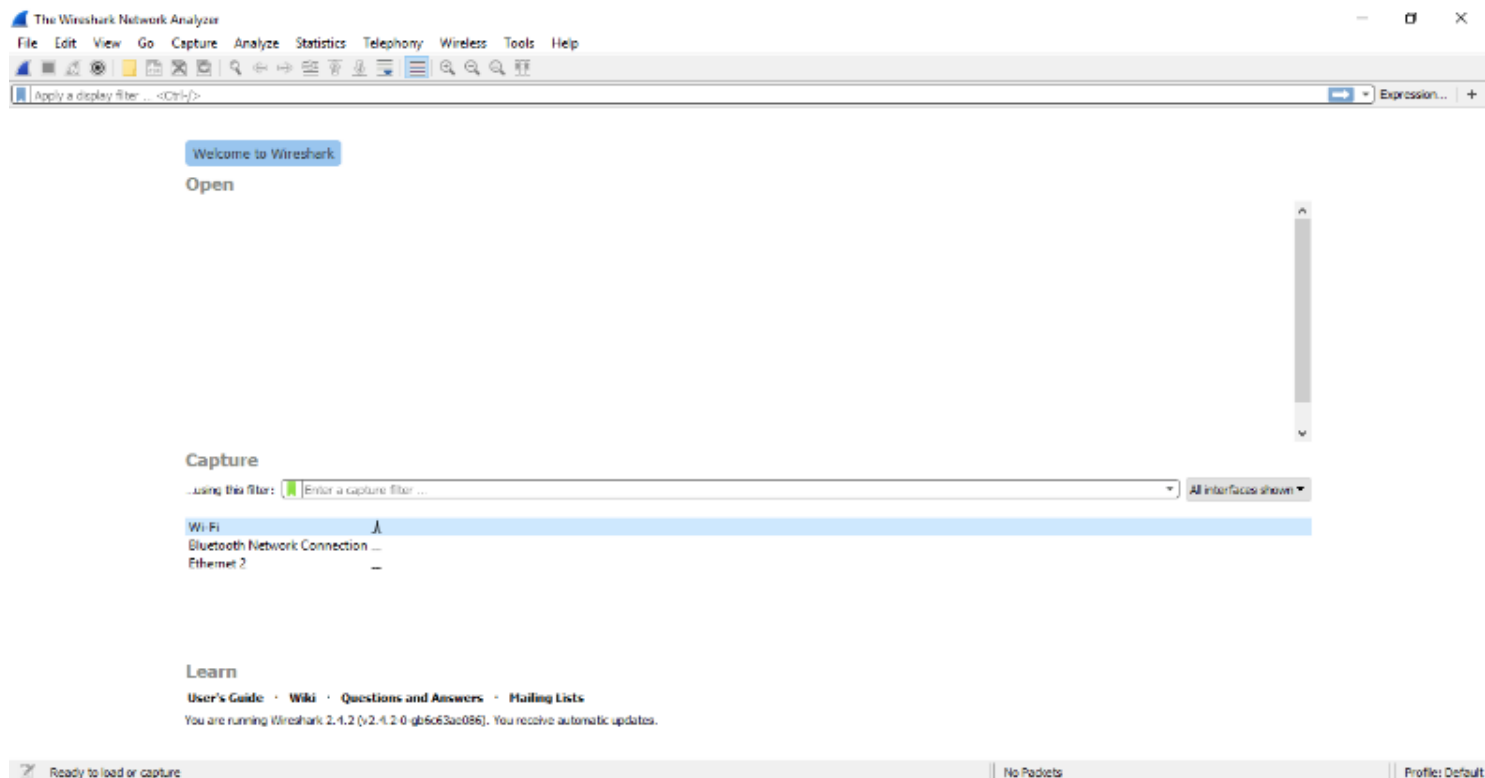 The Wireshark Network Analyzer
File Edit View Go Capture Analyze Statistics Telephony Wireless Tools Help
Apply a display filter ... <Ctrl-/>
Expression... +
Welcome to Wireshark
Open
Capture
...using this filter: Enter a capture filter ...
All interfaces shown
Wi-Fi
Bluetooth Network Connection
Ethernet 2
Learn
User's Guide · Wiki · Questions and Answers · Mailing Lists
You are running Wireshark 2.4.2 (v2.4.2-0-gb6c63ae086). You receive automatic updates.
Ready to load or capture
No Packets
Profile: Default